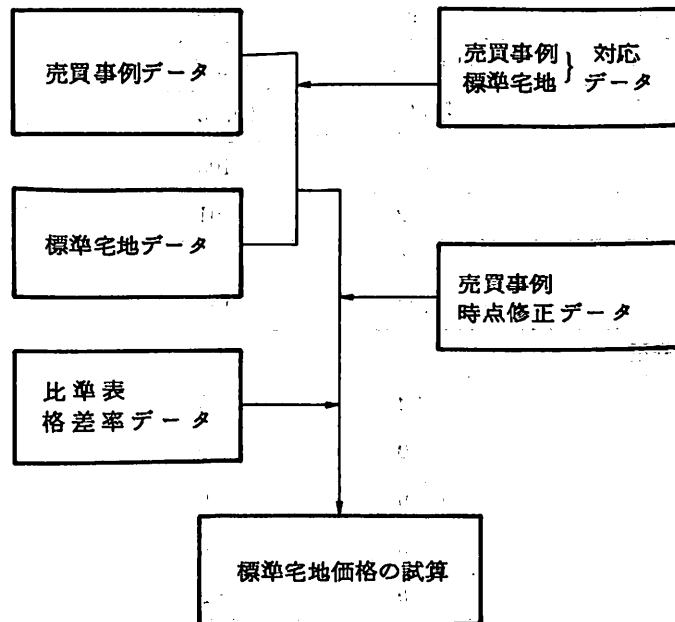 売買事例データ
売買事例
標準宅地 } 対応データ
標準宅地データ
売買事例
時点修正データ
比準表
格差率データ
標準宅地価格の試算